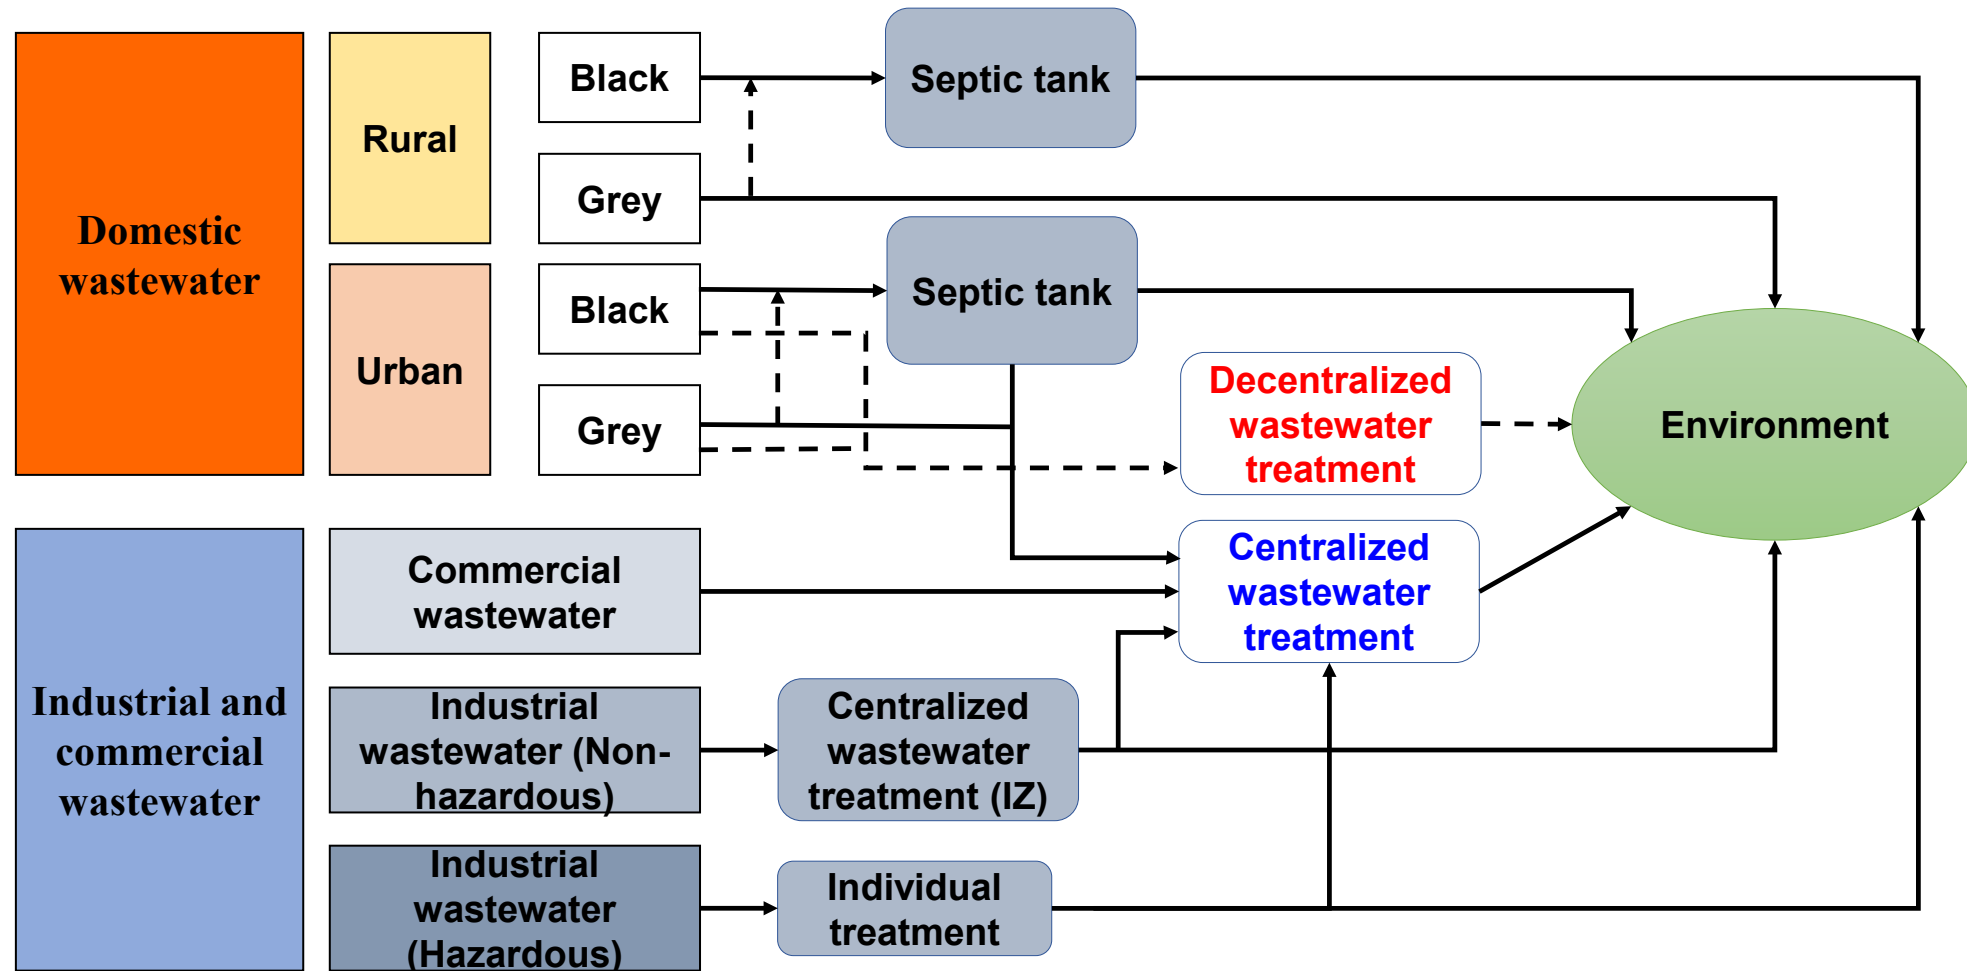 Domestic
wastewater
Rural
Black
Septic tank
Grey
Urban
Black
Septic tank
Grey
Decentralized
wastewater
treatment
Environment
Industrial and
commercial
wastewater
Commercial
wastewater
Centralized
wastewater
treatment
Industrial
wastewater (Non-
hazardous)
Centralized
wastewater
treatment (IZ)
Industrial
wastewater
(Hazardous)
Individual
treatment